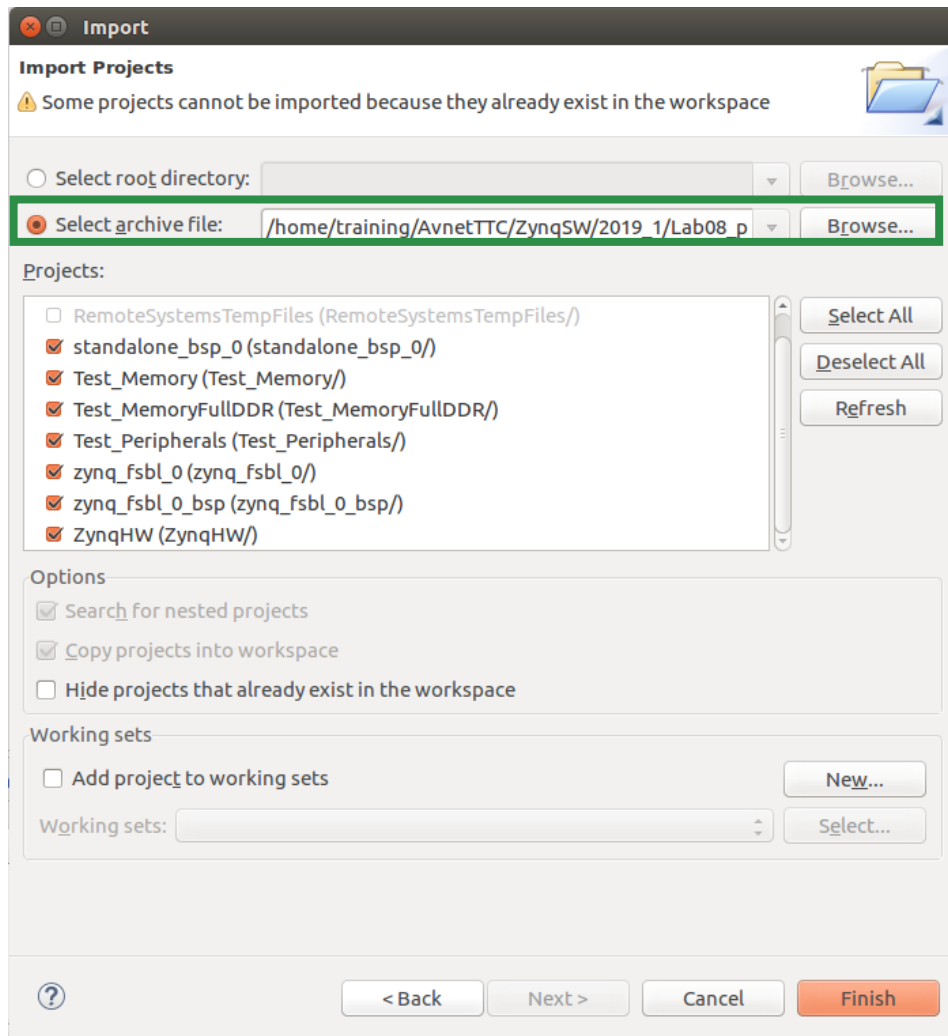 Import
Import Projects
Some projects cannot be imported because they already exist in the workspace
Select root directory: Browse...
Select archive file: /home/training/AvnetTTC/ZynqSW/2019_1/Lab08_p Browse...
Projects:
RemoteSystemsTempFiles (RemoteSystemsTempFiles/) Select All
standalone_bsp_0 (standalone_bsp_0/)
Test_Memory (Test_Memory/) Deselect All
Test_MemoryFullDDR (Test_MemoryFullDDR/) Refresh
Test_Peripherals (Test_Peripherals/)
zynq_fsbl_0 (zynq_fsbl_0/)
zynq_fsbl_0_bsp (zynq_fsbl_0_bsp/)
ZynqHW (ZynqHW/)
Options
Search for nested projects
Copy projects into workspace
Hide projects that already exist in the workspace
Working sets
Add project to working sets New...
Working sets: Select...
? < Back Next > Cancel Finish